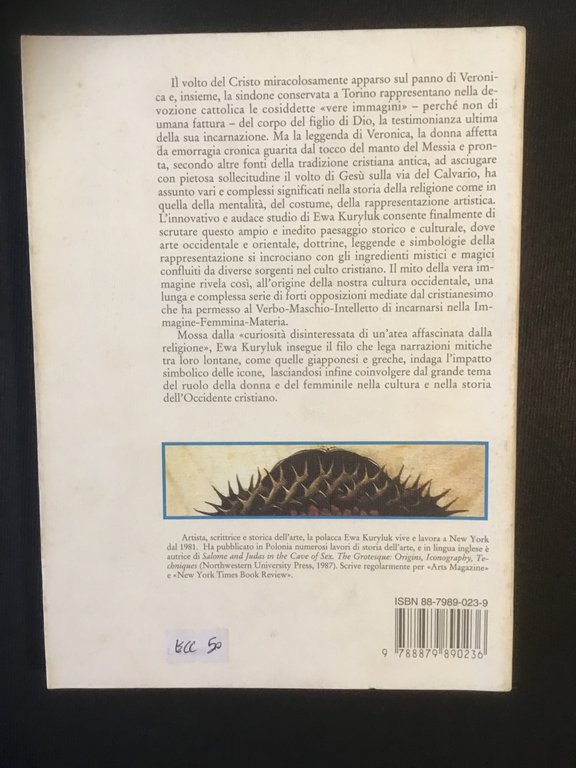 Il volto del Cristo miracolosamente apparso sul panno di Veroni-
ca e, insieme, la sindone conservata a Torino rappresentano nella de-
vozione cattolica le cosiddette «vere immagini» – perché non di
umana fattura – del corpo del figlio di Dio, la testimonianza ultima
della sua incarnazione. Ma la leggenda di Veronica, la donna affetta
da emorragia cronica guarita dal tocco del manto del Messia e pron-
ta, secondo altre fonti della tradizione cristiana antica, ad asciugare
con pietosa sollecitudine il volto di Gesù sulla via del Calvario, ha
assunto vari e complessi significati nella storia della religione come in
quella della mentalità, del costume, della rappresentazione artistica.
L'innovativo e audace studio di Ewa Kuryluk consente finalmente di
scrutare questo ampio e inedito paesaggio storico e culturale, dove
arte occidentale e orientale, dottrine, leggende e simbologie della
rappresentazione si incrociano con gli ingredienti mistici e magici
confluiti da diverse sorgenti nel culto cristiano. Il mito della vera im-
magine rivela così, all'origine della nostra cultura occidentale, una
lunga e complessa serie di forti opposizioni mediate dal cristianesimo
che ha permesso al Verbo-Maschio-Intelletto di incarnarsi nella Im-
magine-Femmina-Materia.
Mossa dalla «curiosità disinteressata di un'atea affascinata dalla
religione», Ewa Kuryluk insegue il filo che lega narrazioni mitiche
tra loro lontane, come quelle giapponesi e greche, indaga l'impatto
simbolico delle icone, lasciandosi infine coinvolgere dal grande tema
del ruolo della donna e del femminile nella cultura e nella storia
dell'Occidente cristiano.
Artista, scrittrice e storica dell'arte, la polacca Ewa Kuryluk vive e lavora a New York
dal 1981. Ha pubblicato in Polonia numerosi lavori di storia dell'arte, e in lingua inglese è
autrice di Salome and Judas in the Cave of Sex. The Grotesque: Origins, Iconography, Te-
chniques (Northwestern University Press, 1987). Scrive regolarmente per «Arts Magazine»
e «New York Times Book Review».
ISBN 88-7989-023-9
9 788879 890236
ECC 50